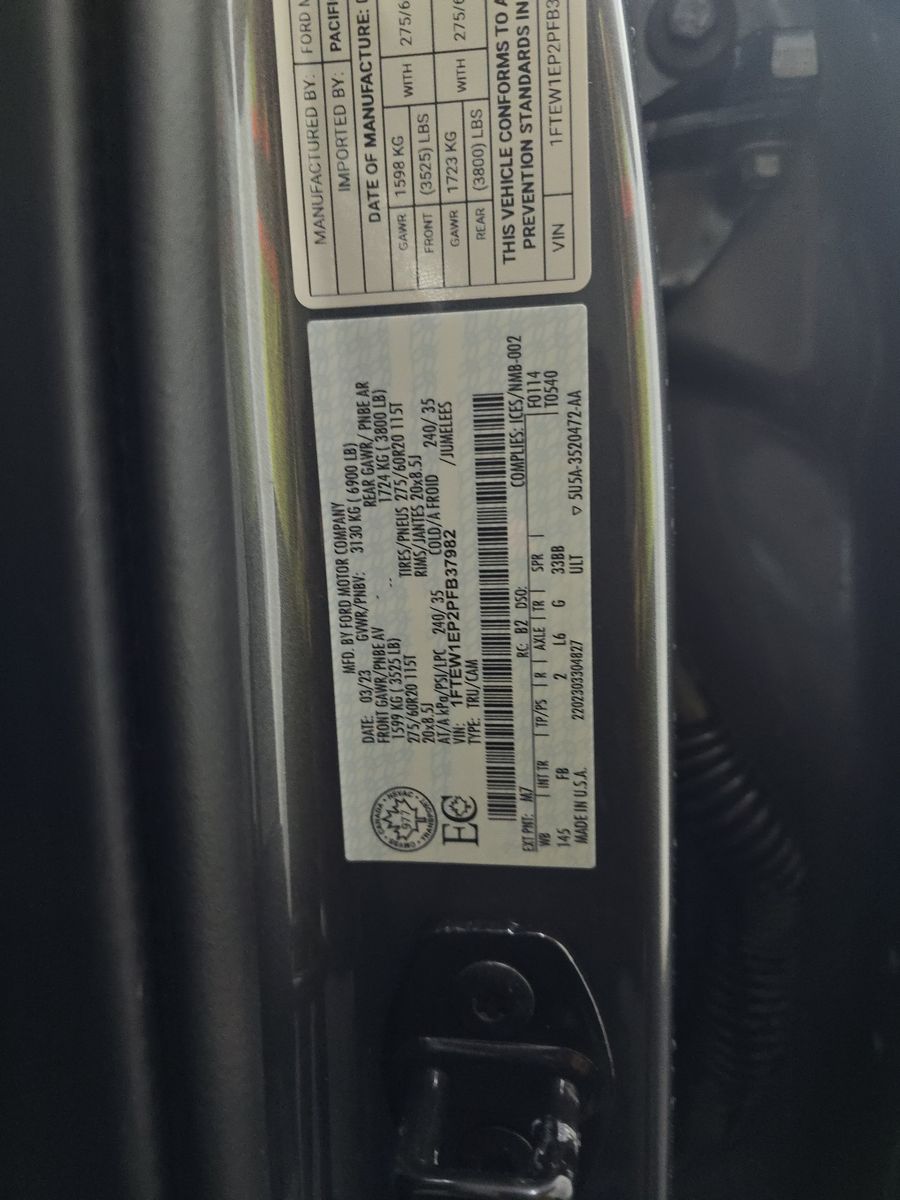 MFD. BY FORD MOTOR COMPANY
DATE: 03/23 GVWR/PNBV: 3130 KG ( 6900 LB)
FRONT GAWR/PNBE AV REAR GAWR/ PNBE AR
1599 KG ( 3525 LB) 1724 KG ( 3800 LB)
275/60R20 115T TIRES/PNEUS 275/60R20 115T
20x8.5J RIMS/JANTES 20x8.5J
AT/A kPa/PSI/LPC 240/ 35 COLD/A FROID 240/ 35
VIN: 1FTEW1EP2PFB37982 /JUMELEES
TYPE: TRU/CAM
CANADA
977
TRANSPORT
EC
COMPLIES: ICES/NMB-002
EXT PNT: M7 RC: B2 DSO: F0114
WB INT TR TP/PS R AXLE TR SPR T0540
145 FB 2 L6 G 33BB
MADE IN U.S.A. 2202303304827 ULT ▽ 5U5A-3520472-AA
MANUFACTURED BY: FORD M
IMPORTED BY: PACIFI
DATE OF MANUFACTURE:
GAWR 1598 KG WITH 275/6
FRONT (3525) LBS
GAWR 1723 KG WITH 275/6
REAR (3800) LBS
THIS VEHICLE CONFORMS TO A
PREVENTION STANDARDS IN
VIN 1FTEW1EP2PFB3